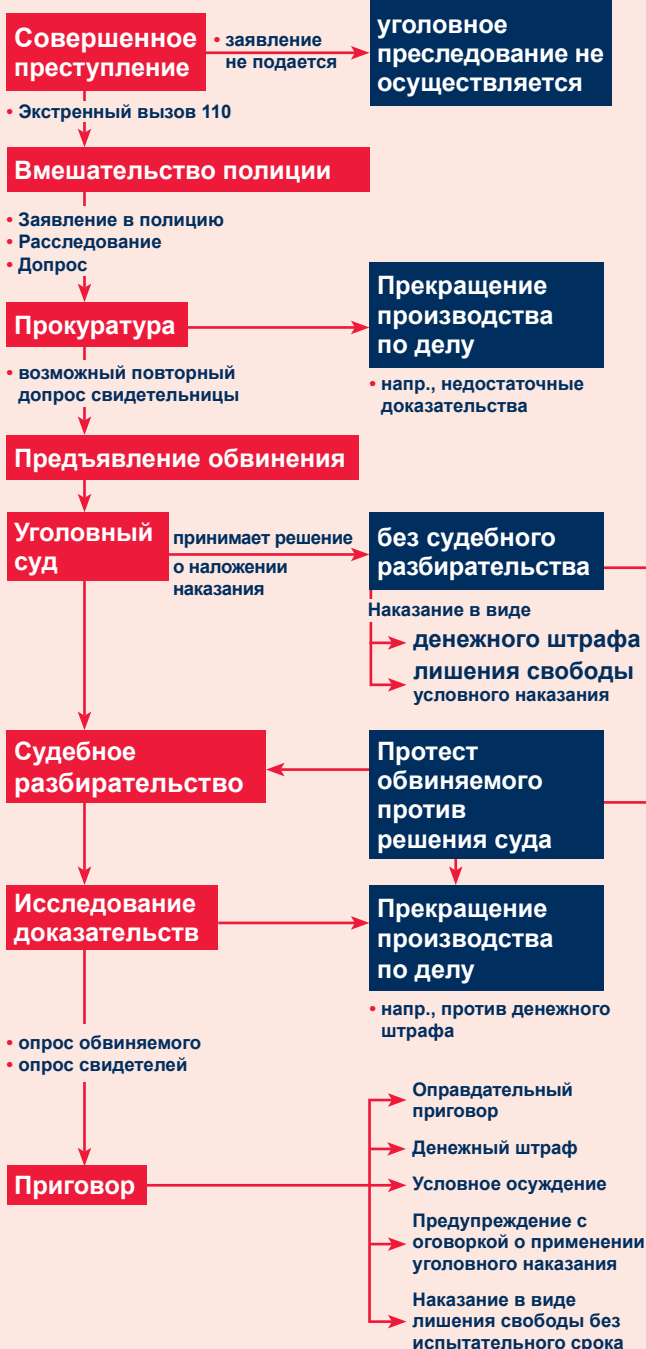 Совершенное
преступление
• заявление
не подается
уголовное
преследование не
осуществляется
• Экстренный вызов 110
Вмешательство полиции
• Заявление в полицию
• Расследование
• Допрос
Прокуратура
Прекращение
производства
по делу
• возможный повторный
допрос свидетельницы
• напр., недостаточные
доказательства
Предъявление обвинения
Уголовный
суд
принимает решение
о наложении
наказания
без судебного
разбирательства
Наказание в виде
денежного штрафа
лишения свободы
условного наказания
Судебное
разбирательство
Протест
обвиняемого
против
решения суда
Исследование
доказательств
Прекращение
производства
по делу
• напр., против денежного
штрафа
• опрос обвиняемого
• опрос свидетелей
Приговор
Оправдательный
приговор
Денежный штраф
Условное осуждение
Предупреждение с
оговоркой о применении
уголовного наказания
Наказание в виде
лишения свободы без
испытательного срока